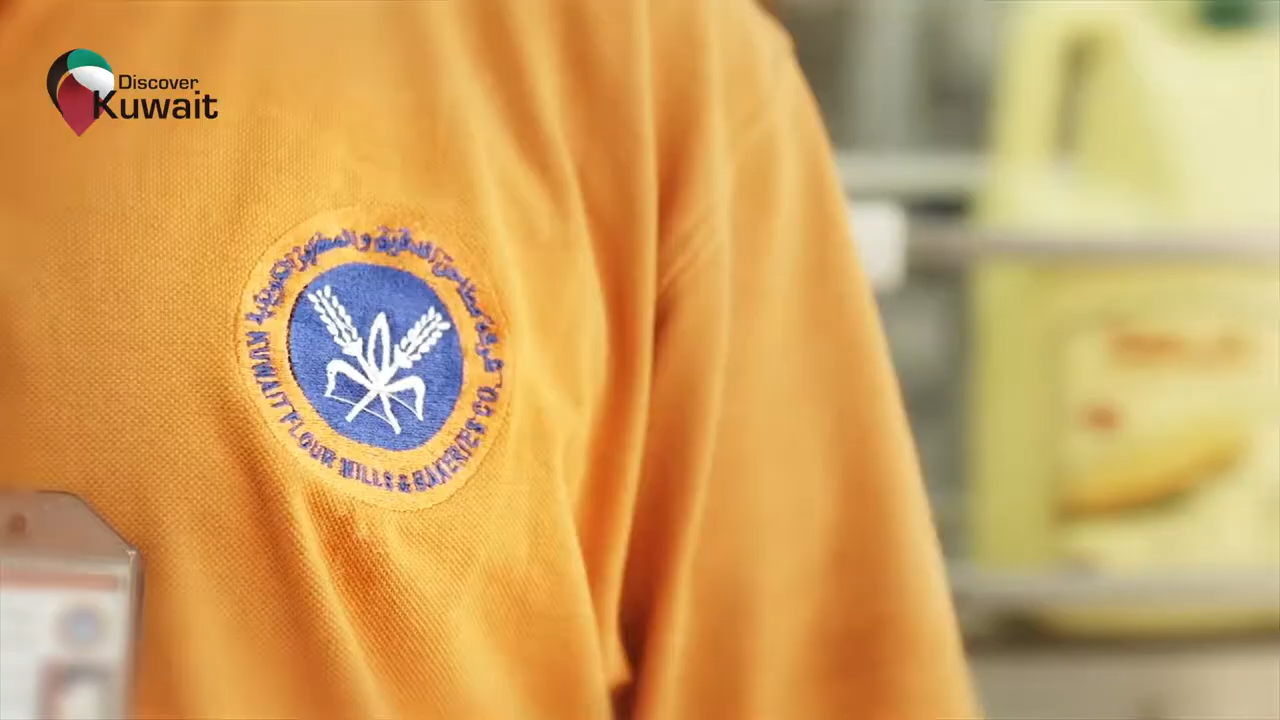 Discover
Kuwait
شركة مطاحن الدقيق و المخابز الكويتية
KUWAIT FLOUR MILLS & BAKERIES CO.